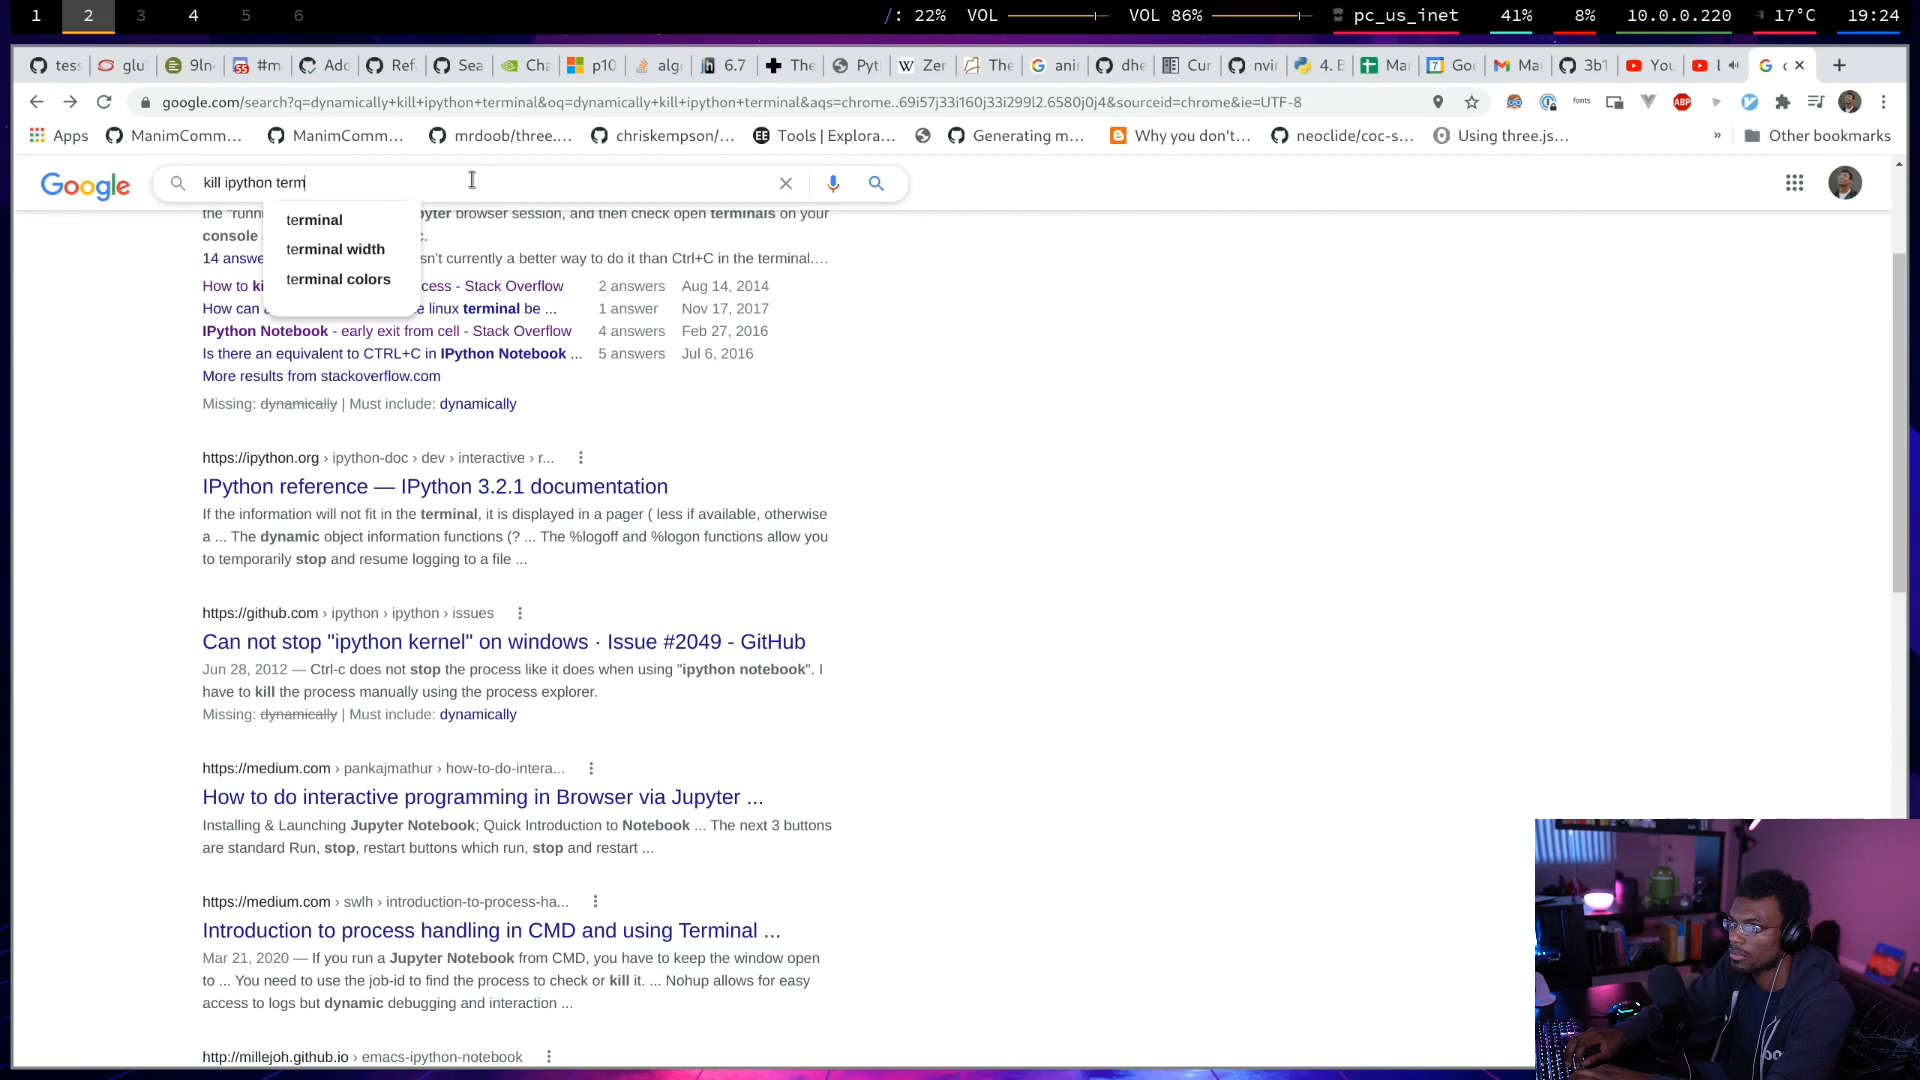 1 2 3 4 5 6 /: 22% VOL VOL 86% pc_us_inet 41% 8% 10.0.0.220 17°C 19:24
tes glu 9ln #m Adc Ref Sea Cha p10 alg 6.7 The Pyt Zer The ani dhe Cur nvi 4. E Ma Goo Ma 3b1 You
google.com/search?q=dynamically+kill+ipython+terminal&oq=dynamically+kill+ipython+terminal&aqs=chrome..69i57j33i160j33i299l2.6580j0j4&sourceid=chrome&ie=UTF-8 fonts ABP
Apps ManimComm... ManimComm... mrdoob/three.... chriskempson/... EE Tools | Explora... Generating m... Why you don't... neoclide/coc-s... Using three.js... » Other bookmarks
Google kill ipython term
terminal
terminal width
terminal colors
the "runn yter browser session, and then check open terminals on your
console c.
14 answe sn't currently a better way to do it than Ctrl+C in the terminal....
How to ki cess - Stack Overflow 2 answers Aug 14, 2014
How can e linux terminal be ... 1 answer Nov 17, 2017
IPython Notebook - early exit from cell - Stack Overflow 4 answers Feb 27, 2016
Is there an equivalent to CTRL+C in IPython Notebook ... 5 answers Jul 6, 2016
More results from stackoverflow.com
Missing: dynamically | Must include: dynamically
https://ipython.org › ipython-doc › dev › interactive › r...
IPython reference — IPython 3.2.1 documentation
If the information will not fit in the terminal, it is displayed in a pager ( less if available, otherwise
a ... The dynamic object information functions (? ... The %logoff and %logon functions allow you
to temporarily stop and resume logging to a file ...
https://github.com › ipython › ipython › issues
Can not stop "ipython kernel" on windows · Issue #2049 - GitHub
Jun 28, 2012 — Ctrl-c does not stop the process like it does when using "ipython notebook". I
have to kill the process manually using the process explorer.
Missing: dynamically | Must include: dynamically
https://medium.com › pankajmathur › how-to-do-intera...
How to do interactive programming in Browser via Jupyter ...
Installing & Launching Jupyter Notebook; Quick Introduction to Notebook ... The next 3 buttons
are standard Run, stop, restart buttons which run, stop and restart ...
https://medium.com › swlh › introduction-to-process-ha...
Introduction to process handling in CMD and using Terminal ...
Mar 21, 2020 — If you run a Jupyter Notebook from CMD, you have to keep the window open
to ... You need to use the job-id to find the process to check or kill it. ... Nohup allows for easy
access to logs but dynamic debugging and interaction ...
http://millejoh.github.io › emacs-ipython-notebook